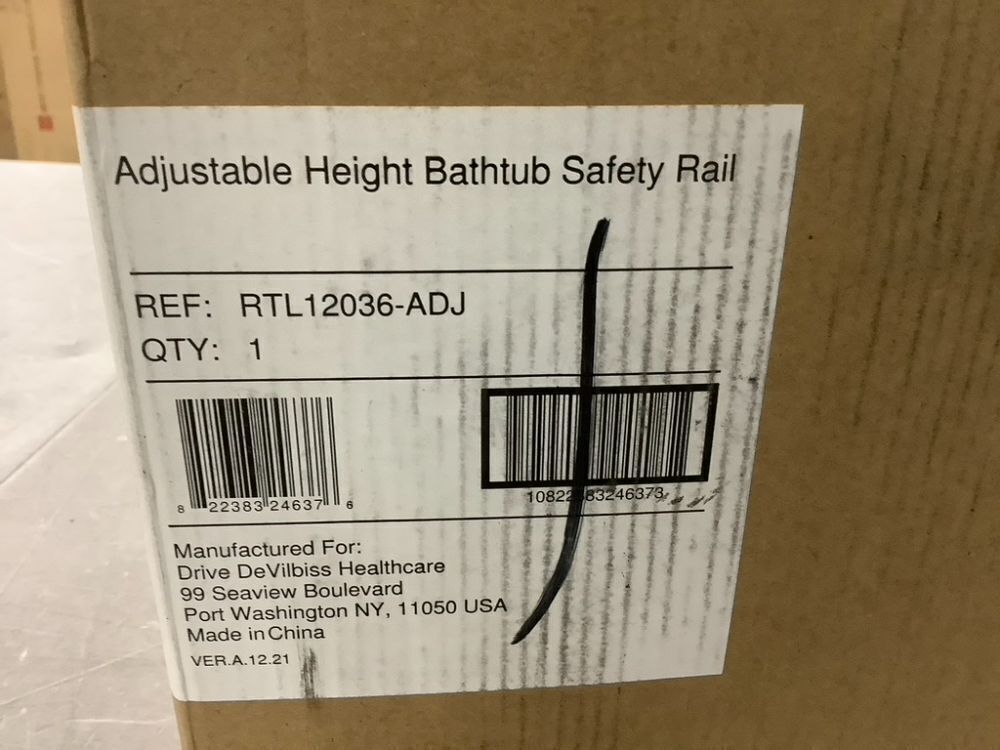 Adjustable Height Bathtub Safety Rail
REF: RTL12036-ADJ
QTY: 1
8 22383 24637 6
10822383246373
Manufactured For:
Drive DeVilbiss Healthcare
99 Seaview Boulevard
Port Washington NY, 11050 USA
Made in China
VER.A.12.21